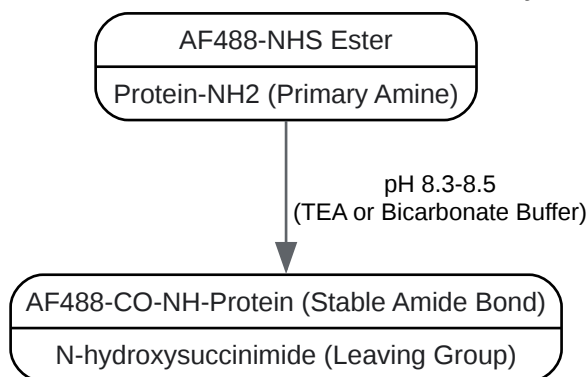 AF488-NHS Ester
Protein-NH2 (Primary Amine)
pH 8.3-8.5
(TEA or Bicarbonate Buffer)
AF488-CO-NH-Protein (Stable Amide Bond)
N-hydroxysuccinimide (Leaving Group)